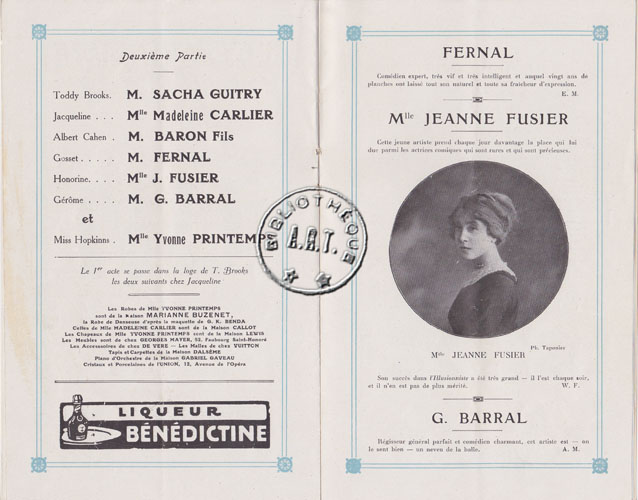 Deuxième Partie
Toddy Brooks. M. SACHA GUITRY
Jacqueline . . . Mlle Madeleine CARLIER
Albert Cahen . M. BARON Fils
Gosset . . . . . M. FERNAL
Honorine. . . . Mlle J. FUSIER
Gérôme . . . . M. G. BARRAL
et
Miss Hopkinns . Mlle Yvonne PRINTEMPS
Le 1er acte se passe dans la loge de T. Brooks
les deux suivants chez Jacqueline
Les Robes de Mlle YVONNE PRINTEMPS
sont de la Maison MARIANNE BUZENET,
la Robe de Danseuse d'après la maquette de G. K. BENDA
Celles de Mlle MADELEINE CARLIER sont de la Maison CALLOT
Les Chapeaux de Mlle YVONNE PRINTEMPS sont de la Maison LEWIS
Les Meubles sont de chez GEORGES MAYER, 52, Faubourg Saint-Honoré
Les Accessoires de chez DE VERE — Les Malles de chez VUITTON
Tapis et Carpettes de la Maison DALSÈME
Piano d'Orchestre de la Maison GABRIEL GAVEAU
Cristaux et Porcelaines de l'UNION, 12, Avenue de l'Opéra
LIQUEUR
BÉNÉDICTINE
BIBLIOTHÈQUE
A.R.T.
FERNAL
Comédien expert, très vif et très intelligent et auquel vingt ans de
planches ont laissé tout son naturel et toute sa fraîcheur d'expression.
E. M.
Mlle JEANNE FUSIER
Cette jeune artiste prend chaque jour davantage la place qui lui
due parmi les actrices comiques qui sont rares et qui sont précieuses.
Ph. Taponier
Mlle JEANNE FUSIER
Son succès dans l'Illusionniste a été très grand — il l'est chaque soir,
et il n'en est pas de plus mérité. W. F.
G. BARRAL
Régisseur général parfait et comédien charmant, cet artiste est — on
le sent bien — un neveu de la balle. A. M.